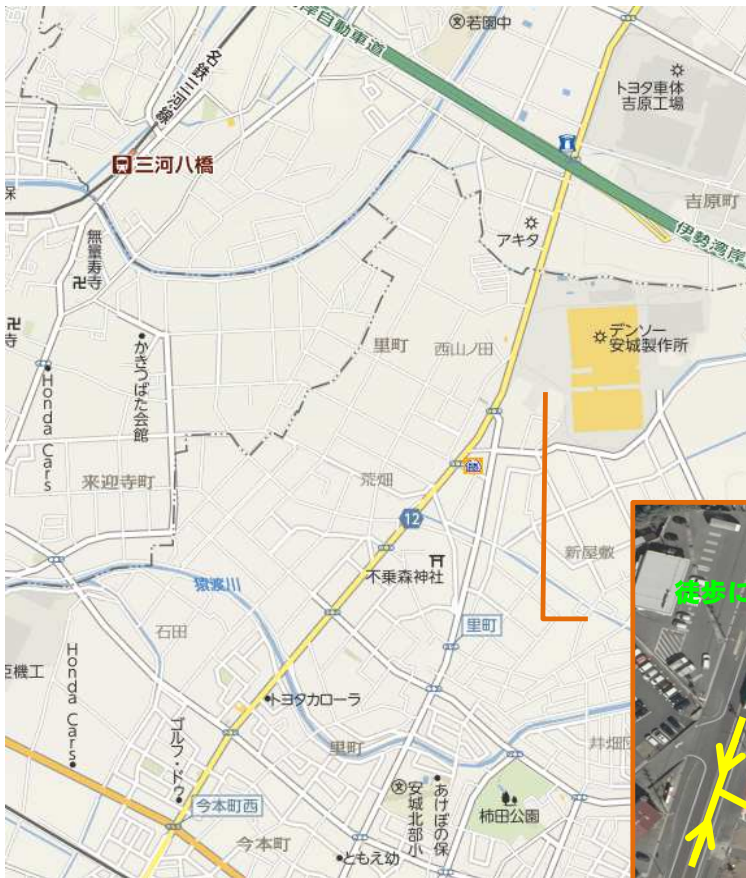 若園中
岸自動車道
名鉄三河線
トヨタ車体
吉原工場
三河八橋
保
吉原町
アキタ
伊勢湾岸
無量寿寺
寺
デンソー
安城製作所
里町
西山ノ田
かきつばた会館
Honda Cars
来迎寺町
荒畑
12
新屋敷
不乗森神社
猿渡川
徒歩に
石田
里町
機工
Honda Cars
トヨタカローラ
里町
井畑
ゴルフ・ドゥ
今本町西
安城北部小
あけぼの保
柿田公園
今本町
ともえ幼